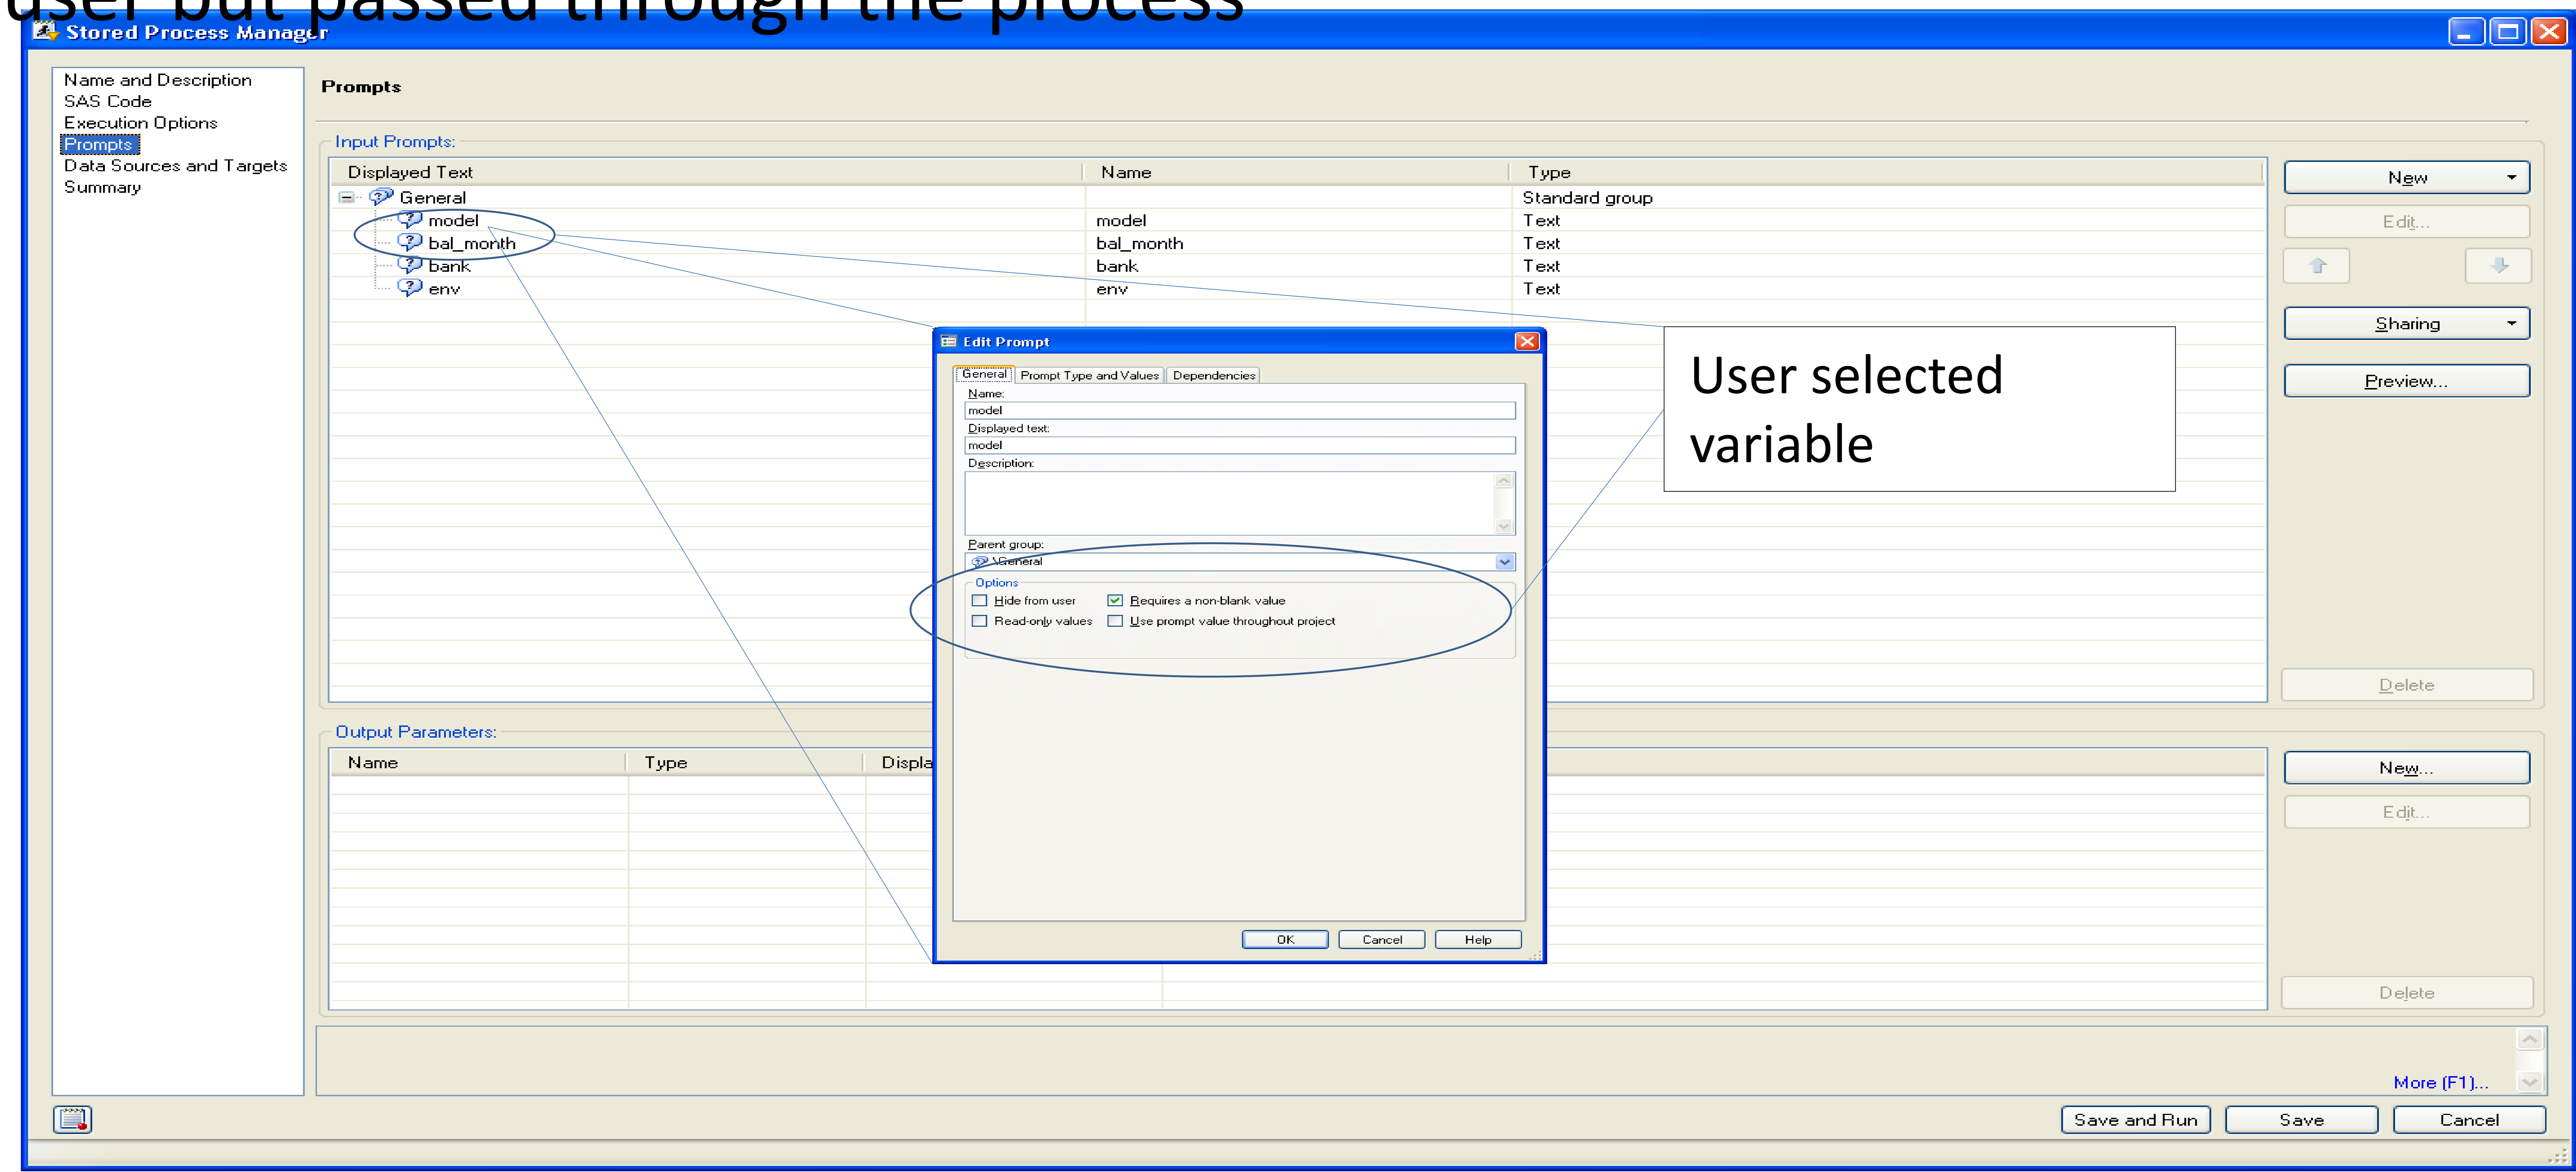 user but passed through the process
Stored Process Manager
Name and Description
SAS Code
Execution Options
Prompts
Data Sources and Targets
Summary
Prompts
Input Prompts:
Displayed Text Name Type
General Standard group
model model Text
bal_month bal_month Text
bank bank Text
env env Text
New
Edit...
Sharing
Preview...
Delete
Edit Prompt
General Prompt Type and Values Dependencies
Name:
model
Displayed text:
model
Description:
Parent group:
\General
Options
Hide from user Requires a non-blank value
Read-only values Use prompt value throughout project
OK Cancel Help
User selected
variable
Output Parameters:
Name Type Displa
New...
Edit...
Delete
More (F1)...
Save and Run Save Cancel